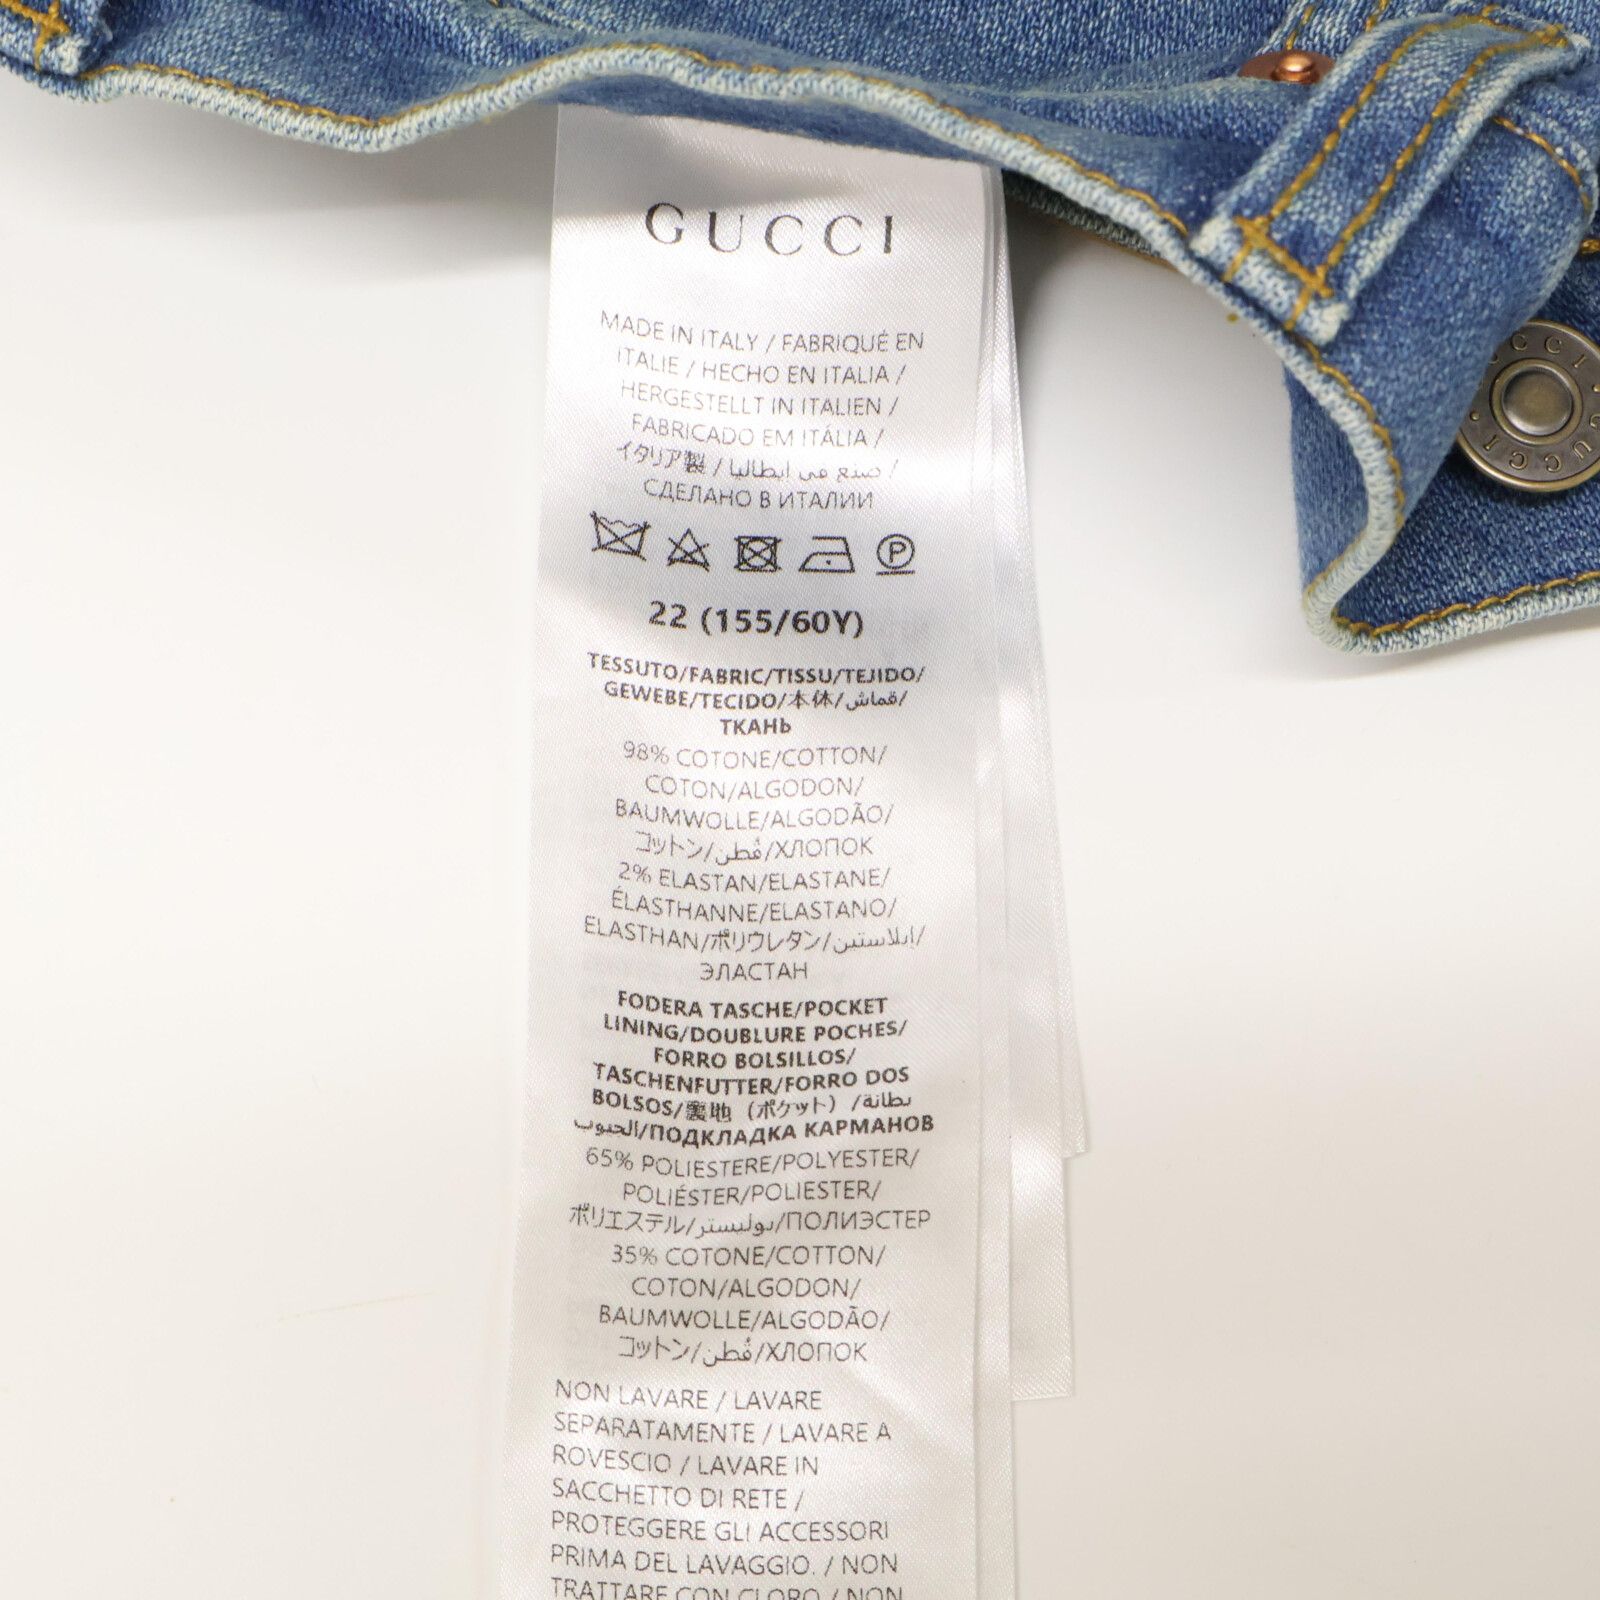 GUCCI
MADE IN ITALY / FABRIQUÉ EN
ITALIE / HECHO EN ITALIA /
HERGESTELLT IN ITALIEN /
FABRICADO EM ITÁLIA /
イタリア製 / صنع في ايطاليا /
СДЕЛАНО В ИТАЛИИ
P
22 (155/60Y)
TESSUTO/FABRIC/TISSU/TEJIDO/
GEWEBE/TECIDO/本体/قماش/
ТКАНЬ
98% COTONE/COTTON/
COTON/ALGODON/
BAUMWOLLE/ALGODÃO/
コットン/قُطن/ХЛОПОК
2% ELASTAN/ELASTANE/
ÉLASTHANNE/ELASTANO/
ELASTHAN/ポリウレタン/إيلاستين/
ЭЛАСТАН
FODERA TASCHE/POCKET
LINING/DOUBLURE POCHES/
FORRO BOLSILLOS/
TASCHENFUTTER/FORRO DOS
BOLSOS/裏地（ポケット）/بطانة
الجيوب/ПОДКЛАДКА КАРМАНОВ
65% POLIESTERE/POLYESTER/
POLIÉSTER/POLIESTER/
ポリエステル/بوليستر/ПОЛИЭСТЕР
35% COTONE/COTTON/
COTON/ALGODON/
BAUMWOLLE/ALGODÃO/
コットン/قُطن/ХЛОПОК
NON LAVARE / LAVARE
SEPARATAMENTE / LAVARE A
ROVESCIO / LAVARE IN
SACCHETTO DI RETE /
PROTEGGERE GLI ACCESSORI
PRIMA DEL LAVAGGIO. / NON
TRATTARE CON CLORO / NON
GUCCI